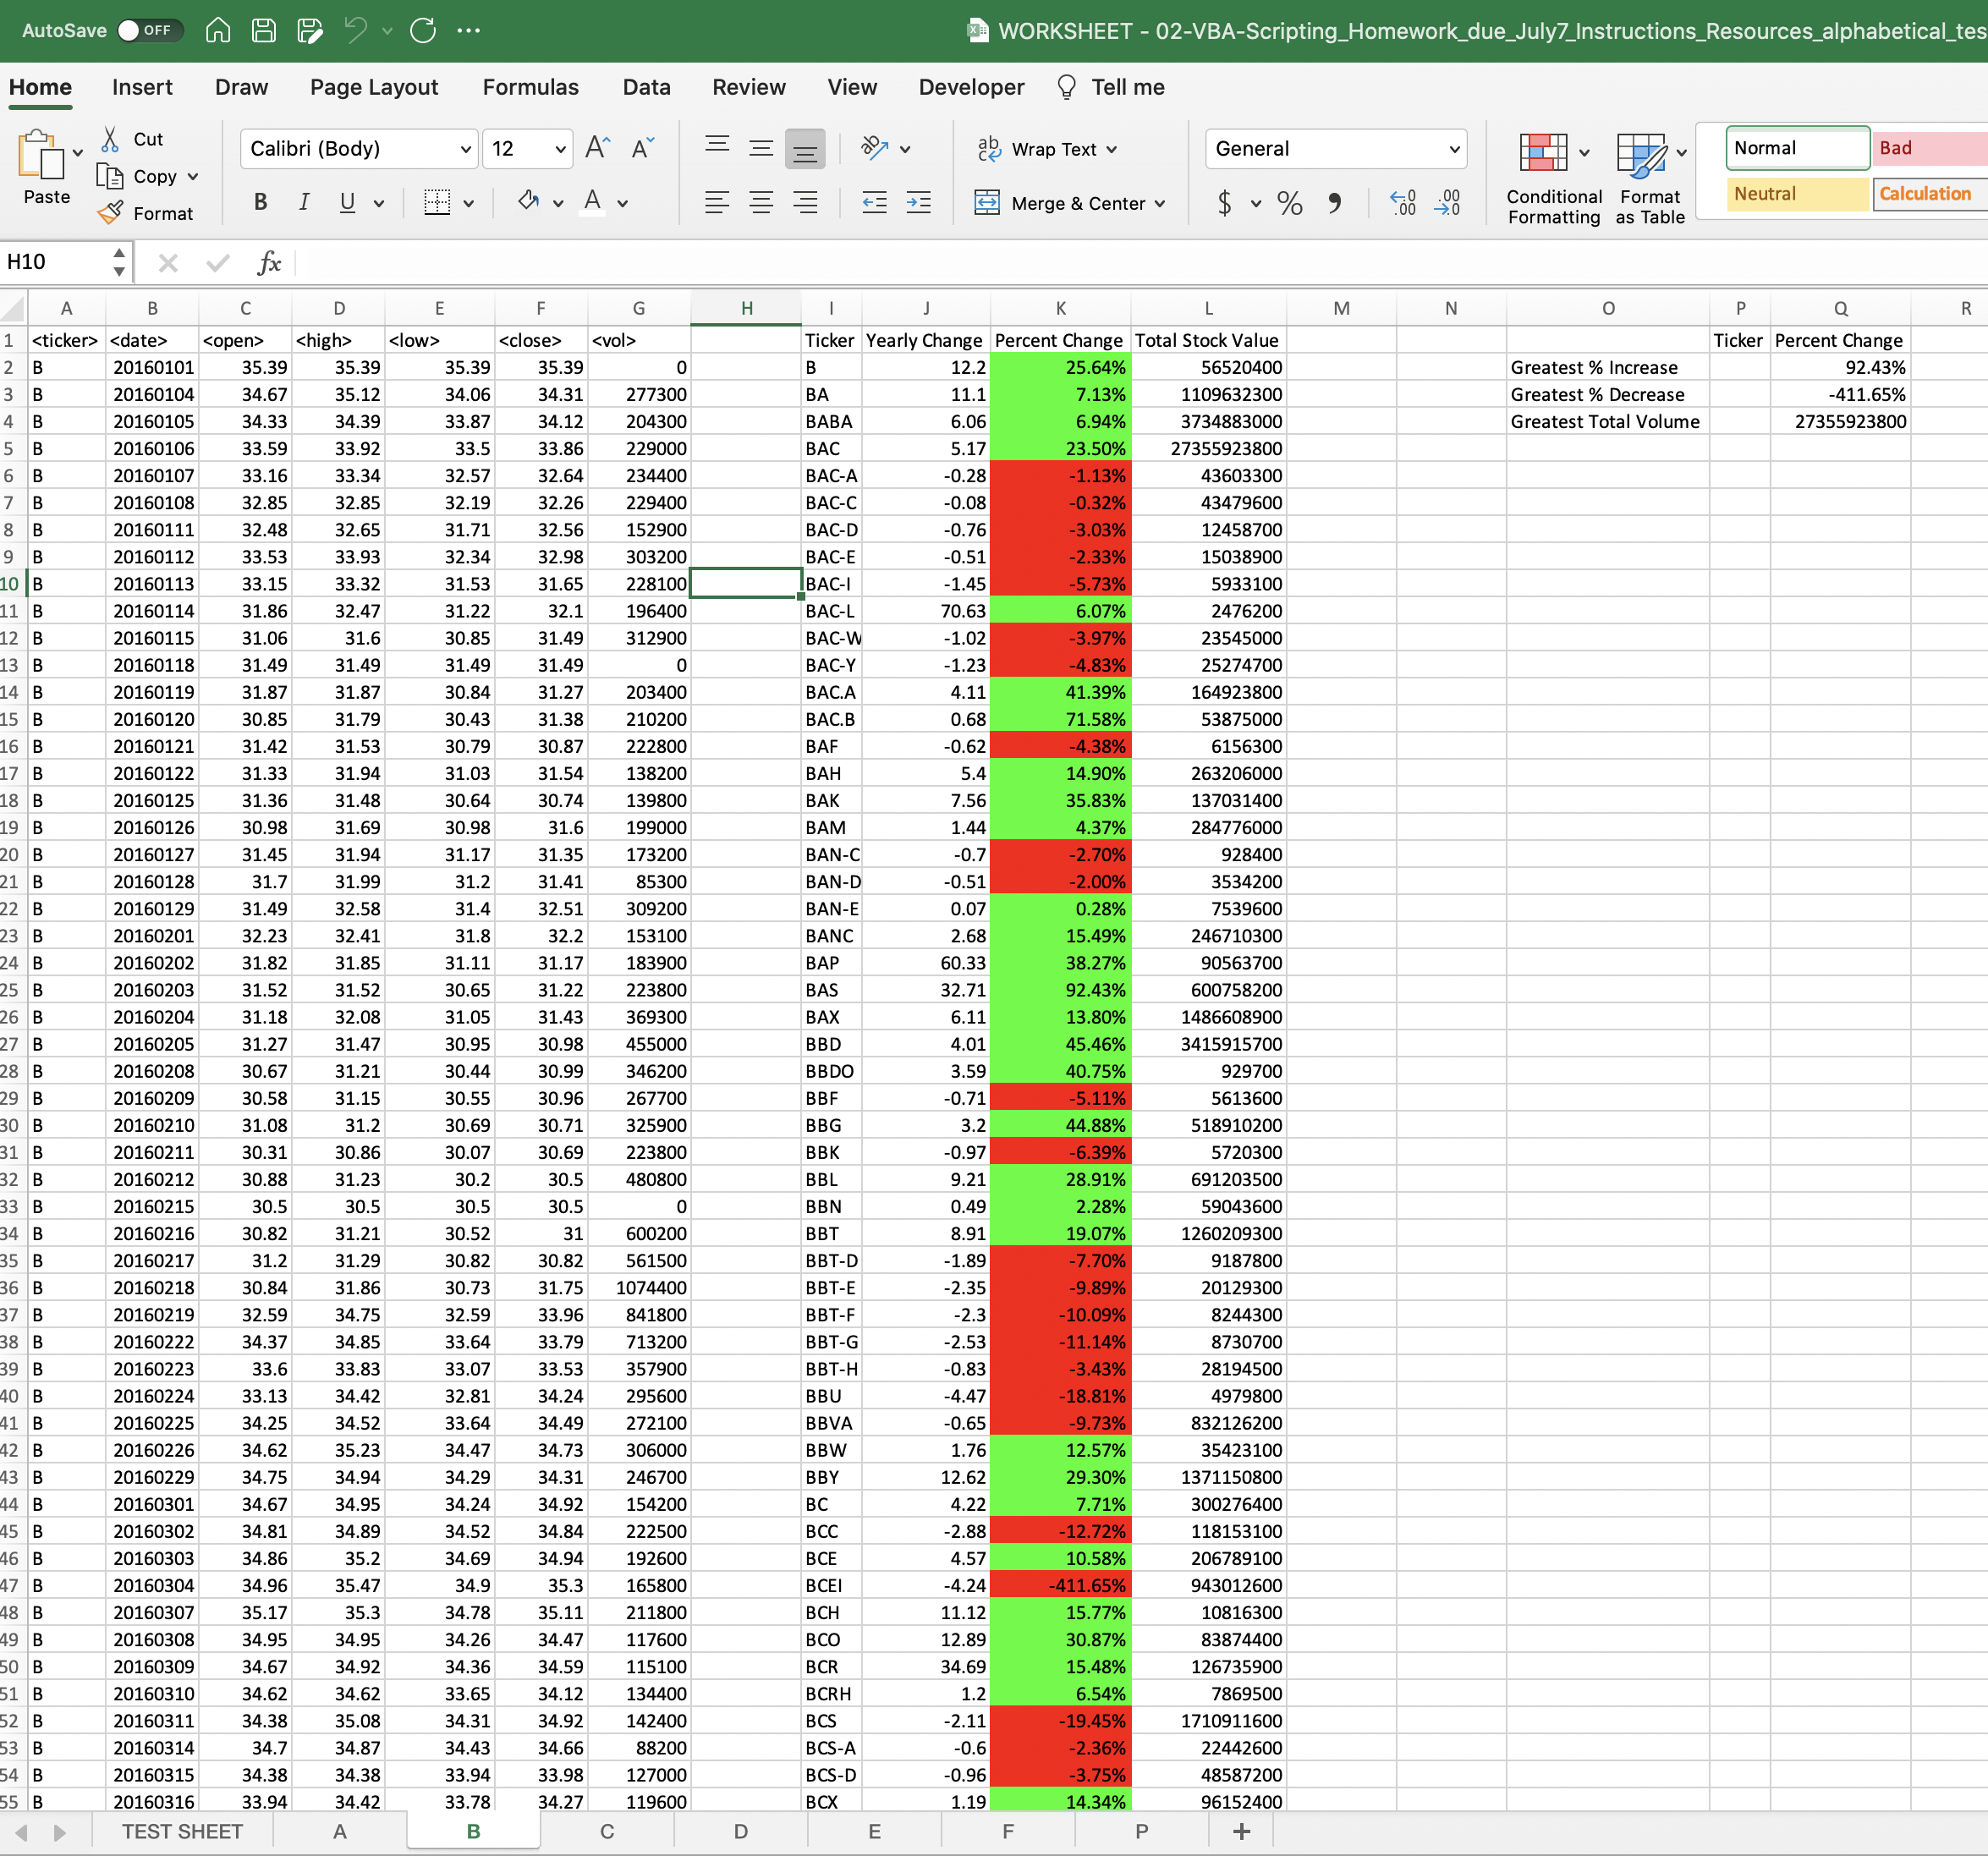 AutoSave OFF WORKSHEET - 02-VBA-Scripting_Homework_due_July7_Instructions_Resources_alphabetical_tes
Home Insert Draw Page Layout Formulas Data Review View Developer Tell me
Paste Cut Copy Format
Calibri (Body) 12 B I U A
Wrap Text Merge & Center
General $ %
Conditional Formatting Format as Table
Normal Bad Neutral Calculation
H10 fx
A B C D E F G H I J K L M N O P Q R
1 <ticker> <date> <open> <high> <low> <close> <vol> Ticker Yearly Change Percent Change Total Stock Value Ticker Percent Change
2 B 20160101 35.39 35.39 35.39 35.39 0 B 12.2 25.64% 56520400 Greatest % Increase 92.43%
3 B 20160104 34.67 35.12 34.06 34.31 277300 BA 11.1 7.13% 1109632300 Greatest % Decrease -411.65%
4 B 20160105 34.33 34.39 33.87 34.12 204300 BABA 6.06 6.94% 3734883000 Greatest Total Volume 27355923800
5 B 20160106 33.59 33.92 33.5 33.86 229000 BAC 5.17 23.50% 27355923800
6 B 20160107 33.16 33.34 32.57 32.64 234400 BAC-A -0.28 -1.13% 43603300
7 B 20160108 32.85 32.85 32.19 32.26 229400 BAC-C -0.08 -0.32% 43479600
8 B 20160111 32.48 32.65 31.71 32.56 152900 BAC-D -0.76 -3.03% 12458700
9 B 20160112 33.53 33.93 32.34 32.98 303200 BAC-E -0.51 -2.33% 15038900
10 B 20160113 33.15 33.32 31.53 31.65 228100 BAC-I -1.45 -5.73% 5933100
11 B 20160114 31.86 32.47 31.22 32.1 196400 BAC-L 70.63 6.07% 2476200
12 B 20160115 31.06 31.6 30.85 31.49 312900 BAC-W -1.02 -3.97% 23545000
13 B 20160118 31.49 31.49 31.49 31.49 0 BAC-Y -1.23 -4.83% 25274700
14 B 20160119 31.87 31.87 30.84 31.27 203400 BAC.A 4.11 41.39% 164923800
15 B 20160120 30.85 31.79 30.43 31.38 210200 BAC.B 0.68 71.58% 53875000
16 B 20160121 31.42 31.53 30.79 30.87 222800 BAF -0.62 -4.38% 6156300
17 B 20160122 31.33 31.94 31.03 31.54 138200 BAH 5.4 14.90% 263206000
18 B 20160125 31.36 31.48 30.64 30.74 139800 BAK 7.56 35.83% 137031400
19 B 20160126 30.98 31.69 30.98 31.6 199000 BAM 1.44 4.37% 284776000
20 B 20160127 31.45 31.94 31.17 31.35 173200 BAN-C -0.7 -2.70% 928400
21 B 20160128 31.7 31.99 31.2 31.41 85300 BAN-D -0.51 -2.00% 3534200
22 B 20160129 31.49 32.58 31.4 32.51 309200 BAN-E 0.07 0.28% 7539600
23 B 20160201 32.23 32.41 31.8 32.2 153100 BANC 2.68 15.49% 246710300
24 B 20160202 31.82 31.85 31.11 31.17 183900 BAP 60.33 38.27% 90563700
25 B 20160203 31.52 31.52 30.65 31.22 223800 BAS 32.71 92.43% 600758200
26 B 20160204 31.18 32.08 31.05 31.43 369300 BAX 6.11 13.80% 1486608900
27 B 20160205 31.27 31.47 30.95 30.98 455000 BBD 4.01 45.46% 3415915700
28 B 20160208 30.67 31.21 30.44 30.99 346200 BBDO 3.59 40.75% 929700
29 B 20160209 30.58 31.15 30.55 30.96 267700 BBF -0.71 -5.11% 5613600
30 B 20160210 31.08 31.2 30.69 30.71 325900 BBG 3.2 44.88% 518910200
31 B 20160211 30.31 30.86 30.07 30.69 223800 BBK -0.97 -6.39% 5720300
32 B 20160212 30.88 31.23 30.2 30.5 480800 BBL 9.21 28.91% 691203500
33 B 20160215 30.5 30.5 30.5 30.5 0 BBN 0.49 2.28% 59043600
34 B 20160216 30.82 31.21 30.52 31 600200 BBT 8.91 19.07% 1260209300
35 B 20160217 31.2 31.29 30.82 30.82 561500 BBT-D -1.89 -7.70% 9187800
36 B 20160218 30.84 31.86 30.73 31.75 1074400 BBT-E -2.35 -9.89% 20129300
37 B 20160219 32.59 34.75 32.59 33.96 841800 BBT-F -2.3 -10.09% 8244300
38 B 20160222 34.37 34.85 33.64 33.79 713200 BBT-G -2.53 -11.14% 8730700
39 B 20160223 33.6 33.83 33.07 33.53 357900 BBT-H -0.83 -3.43% 28194500
40 B 20160224 33.13 34.42 32.81 34.24 295600 BBU -4.47 -18.81% 4979800
41 B 20160225 34.25 34.52 33.64 34.49 272100 BBVA -0.65 -9.73% 832126200
42 B 20160226 34.62 35.23 34.47 34.73 306000 BBW 1.76 12.57% 35423100
43 B 20160229 34.75 34.94 34.29 34.31 246700 BBY 12.62 29.30% 1371150800
44 B 20160301 34.67 34.95 34.24 34.92 154200 BC 4.22 7.71% 300276400
45 B 20160302 34.81 34.89 34.52 34.84 222500 BCC -2.88 -12.72% 118153100
46 B 20160303 34.86 35.2 34.69 34.94 192600 BCE 4.57 10.58% 206789100
47 B 20160304 34.96 35.47 34.9 35.3 165800 BCEI -4.24 -411.65% 943012600
48 B 20160307 35.17 35.3 34.78 35.11 211800 BCH 11.12 15.77% 10816300
49 B 20160308 34.95 34.95 34.26 34.47 117600 BCO 12.89 30.87% 83874400
50 B 20160309 34.67 34.92 34.36 34.59 115100 BCR 34.69 15.48% 126735900
51 B 20160310 34.62 34.62 33.65 34.12 134400 BCRH 1.2 6.54% 7869500
52 B 20160311 34.38 35.08 34.31 34.92 142400 BCS -2.11 -19.45% 1710911600
53 B 20160314 34.7 34.87 34.43 34.66 88200 BCS-A -0.6 -2.36% 22442600
54 B 20160315 34.38 34.38 33.94 33.98 127000 BCS-D -0.96 -3.75% 48587200
55 B 20160316 33.94 34.42 33.78 34.27 119600 BCX 1.19 14.34% 96152400
TEST SHEET A B C D E F P +